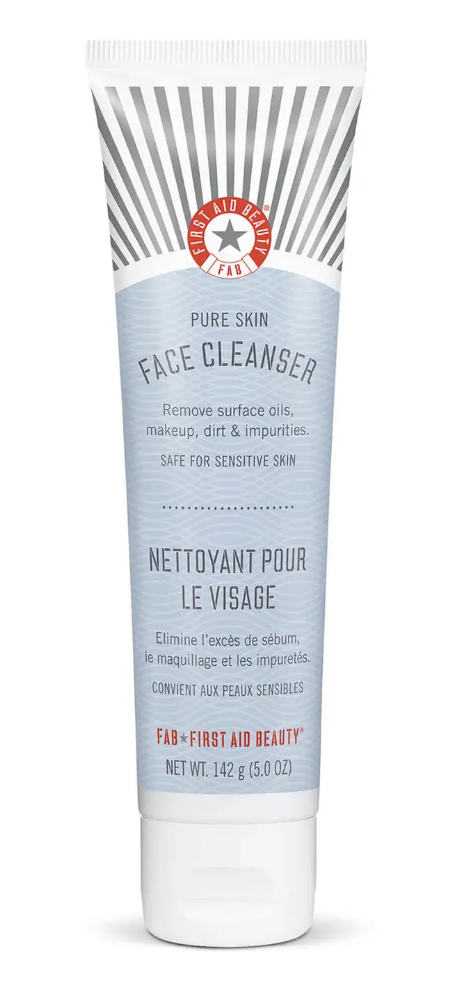 FIRST AID BEAUTY®
FAB
PURE SKIN
FACE CLEANSER
Remove surface oils,
makeup, dirt & impurities.
SAFE FOR SENSITIVE SKIN
NETTOYANT POUR
LE VISAGE
Elimine l'excès de sébum,
le maquillage et les impuretés.
CONVIENT AUX PEAUX SENSIBLES
FAB★FIRST AID BEAUTY®
NET WT. 142 g (5.0 OZ)